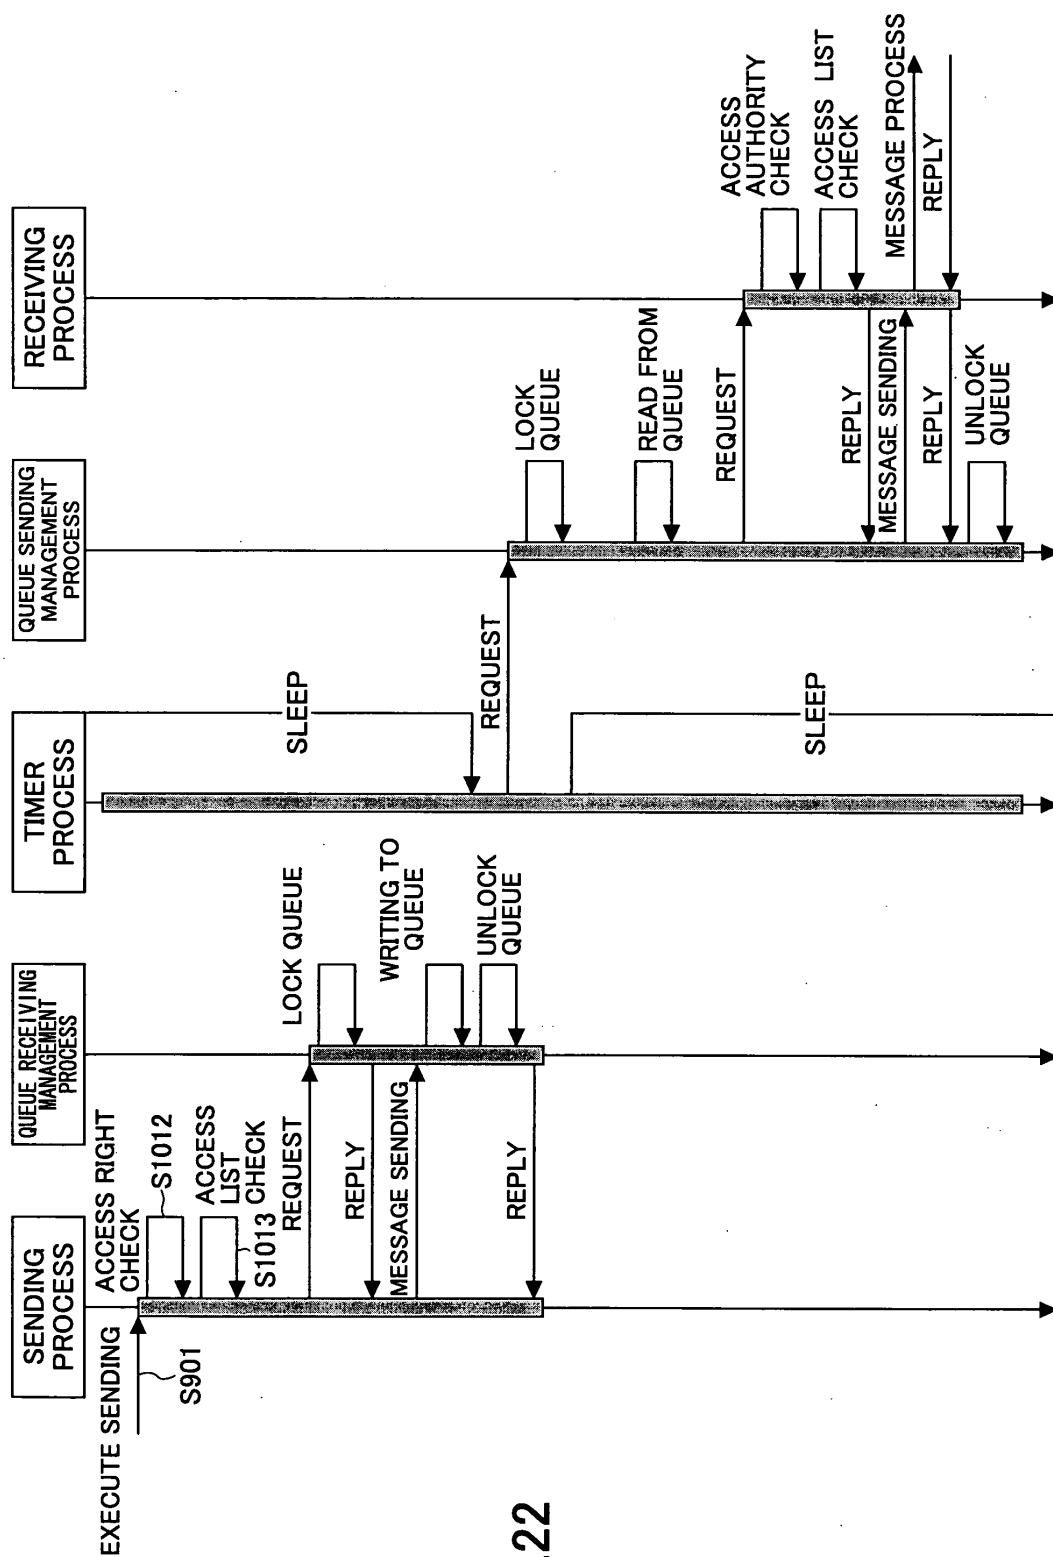 SENDING
PROCESS
QUEUE RECEIVING
MANAGEMENT
PROCESS
TIMER
PROCESS
QUEUE SENDING
MANAGEMENT
PROCESS
RECEIVING
PROCESS
EXECUTE SENDING
S901
ACCESS RIGHT
CHECK
S1012
ACCESS
LIST
CHECK
S1013
REQUEST
LOCK QUEUE
REPLY
MESSAGE SENDING
WRITING TO
QUEUE
UNLOCK
QUEUE
REPLY
SLEEP
REQUEST
SLEEP
LOCK
QUEUE
READ FROM
QUEUE
REQUEST
ACCESS
AUTHORITY
CHECK
ACCESS LIST
CHECK
REPLY
MESSAGE SENDING
MESSAGE PROCESS
REPLY
REPLY
UNLOCK
QUEUE
22